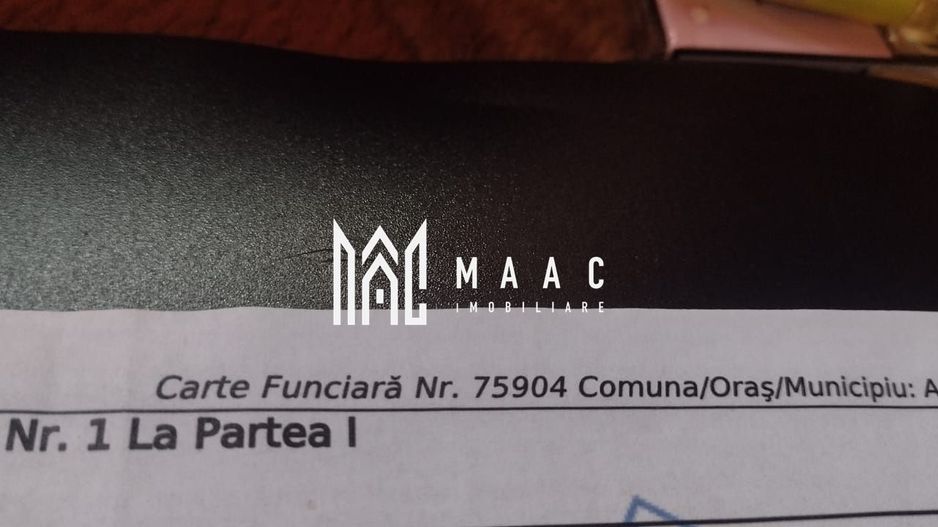 MAAC
IMOBILIARE
Carte Funciară Nr. 75904 Comuna/Oraş/Municipiu: A
Nr. 1 La Partea I